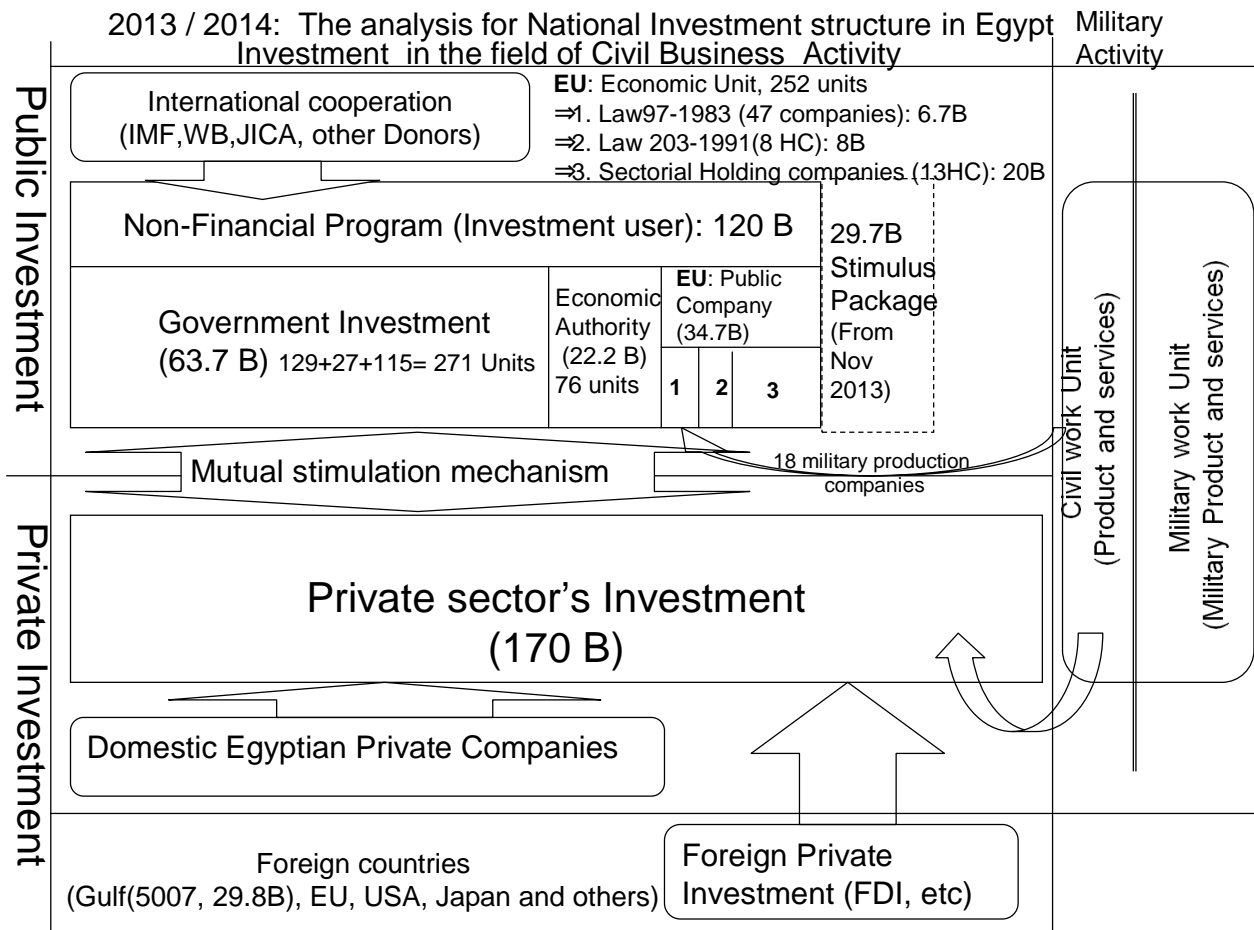 2013 / 2014: The analysis for National Investment structure in Egypt
Investment in the field of Civil Business Activity
Military
Activity
Public Investment
Private Investment
International cooperation
(IMF,WB,JICA, other Donors)
EU: Economic Unit, 252 units
⇒1. Law97-1983 (47 companies): 6.7B
⇒2. Law 203-1991(8 HC): 8B
⇒3. Sectorial Holding companies (13HC): 20B
Non-Financial Program (Investment user): 120 B
Government Investment
(63.7 B) 129+27+115= 271 Units
Economic
Authority
(22.2 B)
76 units
EU: Public
Company
(34.7B)
1
2
3
29.7B
Stimulus
Package
(From
Nov
2013)
Mutual stimulation mechanism
18 military production
companies
Civil work Unit
(Product and services)
Military work Unit
(Military Product and services)
Private sector's Investment
(170 B)
Domestic Egyptian Private Companies
Foreign countries
(Gulf(5007, 29.8B), EU, USA, Japan and others)
Foreign Private
Investment (FDI, etc)